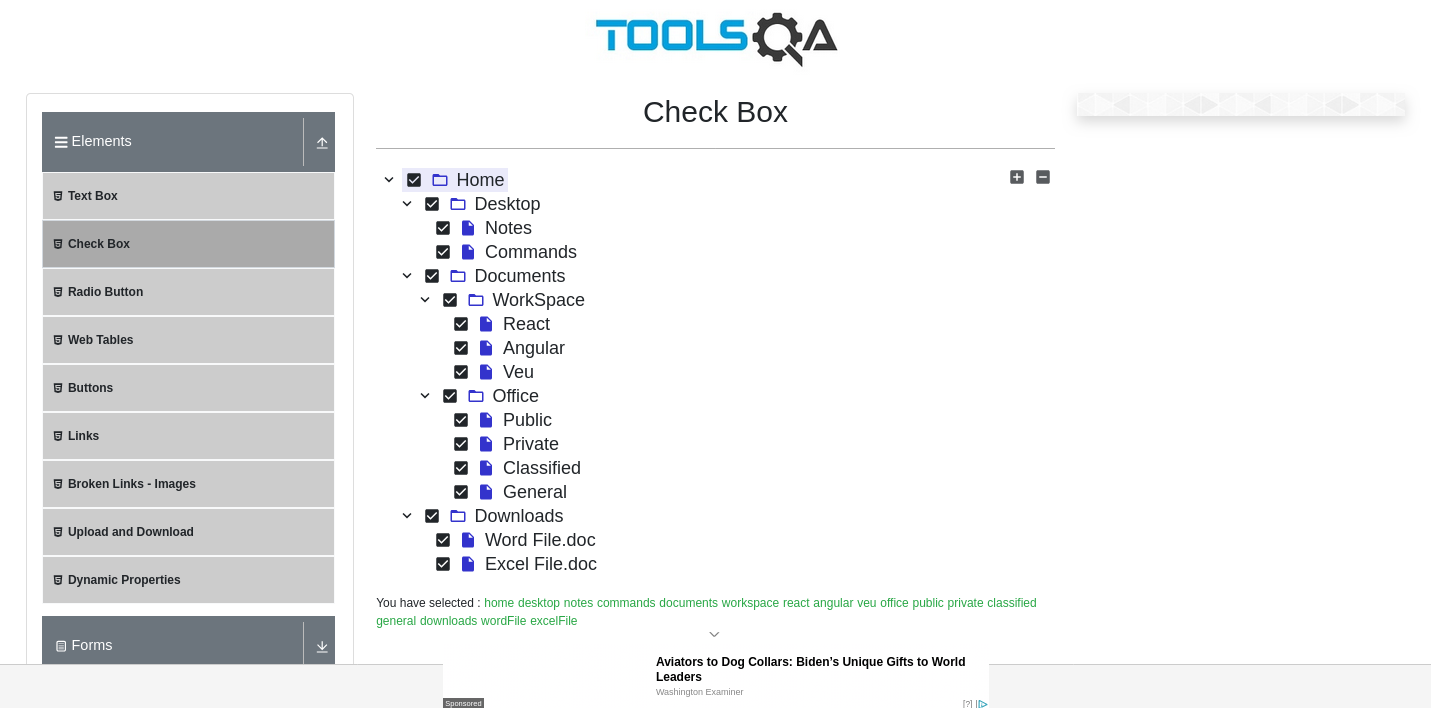 TOOLSQA
Elements
Text Box
Check Box
Radio Button
Web Tables
Buttons
Links
Broken Links - Images
Upload and Download
Dynamic Properties
Forms
Check Box
Home
Desktop
Notes
Commands
Documents
WorkSpace
React
Angular
Veu
Office
Public
Private
Classified
General
Downloads
Word File.doc
Excel File.doc
You have selected : home desktop notes commands documents workspace react angular veu office public private classified
general downloads wordFile excelFile
Aviators to Dog Collars: Biden’s Unique Gifts to World
Leaders
Washington Examiner
Sponsored
[?]